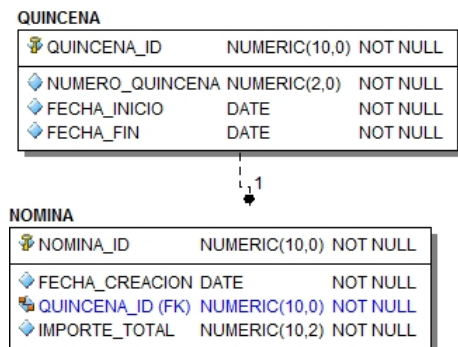 QUINCENA
QUINCENA_ID NUMERIC(10,0) NOT NULL
NUMERO_QUINCENA NUMERIC(2,0) NOT NULL
FECHA_INICIO DATE NOT NULL
FECHA_FIN DATE NOT NULL
1
NOMINA
NOMINA_ID NUMERIC(10,0) NOT NULL
FECHA_CREACION DATE NOT NULL
QUINCENA_ID (FK) NUMERIC(10,0) NOT NULL
IMPORTE_TOTAL NUMERIC(10,2) NOT NULL